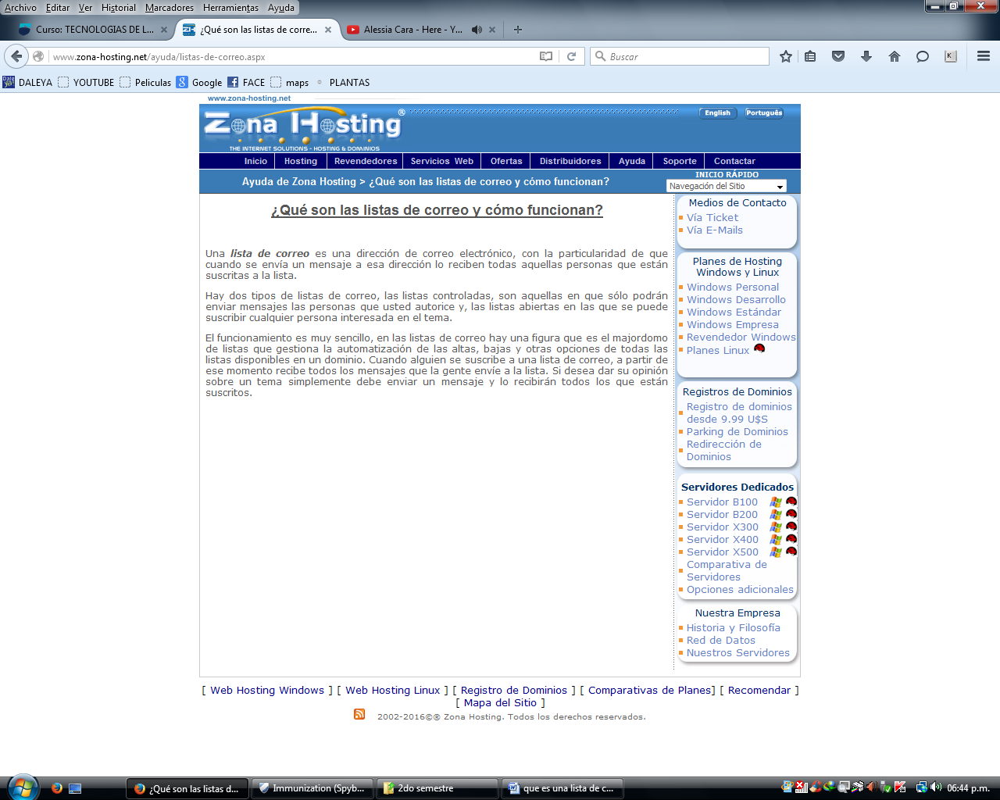 Archivo Editar Ver Historial Marcadores Herramientas Ayuda
Curso: TECNOLOGIAS DE L...
¿Qué son las listas de corre...
Alessia Cara - Here - Y...
www.zona-hosting.net/ayuda/listas-de-correo.aspx
Buscar
DALEYA YOUTUBE Peliculas Google FACE maps PLANTAS
www.zona-hosting.net
Zona Hosting ®
THE INTERNET SOLUTIONS - HOSTING & DOMINIOS
English Português
Inicio Hosting Revendedores Servicios Web Ofertas Distribuidores Ayuda Soporte Contactar
Ayuda de Zona Hosting > ¿Qué son las listas de correo y cómo funcionan?
INICIO RÁPIDO
Navegación del Sitio
¿Qué son las listas de correo y cómo funcionan?
Una lista de correo es una dirección de correo electrónico, con la particularidad de que
cuando se envía un mensaje a esa dirección lo reciben todas aquellas personas que están
suscritas a la lista.
Hay dos tipos de listas de correo, las listas controladas, son aquellas en que sólo podrán
enviar mensajes las personas que usted autorice y, las listas abiertas en las que se puede
suscribir cualquier persona interesada en el tema.
El funcionamiento es muy sencillo, en las listas de correo hay una figura que es el majordomo
de listas que gestiona la automatización de las altas, bajas y otras opciones de todas las
listas disponibles en un dominio. Cuando alguien se suscribe a una lista de correo, a partir de
ese momento recibe todos los mensajes que la gente envíe a la lista. Si desea dar su opinión
sobre un tema simplemente debe enviar un mensaje y lo recibirán todos los que están
suscritos.
Medios de Contacto
Vía Ticket
Vía E-Mails
Planes de Hosting
Windows y Linux
Windows Personal
Windows Desarrollo
Windows Estándar
Windows Empresa
Revendedor Windows
Planes Linux
Registros de Dominios
Registro de dominios
desde 9.99 U$S
Parking de Dominios
Redirección de
Dominios
Servidores Dedicados
Servidor B100
Servidor B200
Servidor X300
Servidor X400
Servidor X500
Comparativa de
Servidores
Opciones adicionales
Nuestra Empresa
Historia y Filosofía
Red de Datos
Nuestros Servidores
[ Web Hosting Windows ] [ Web Hosting Linux ] [ Registro de Dominios ] [ Comparativas de Planes] [ Recomendar ]
[ Mapa del Sitio ]
2002-2016©® Zona Hosting. Todos los derechos reservados.
¿Qué son las listas d...
Immunization (Spyb...
2do semestre
que es una lista de c...
06:44 p.m.